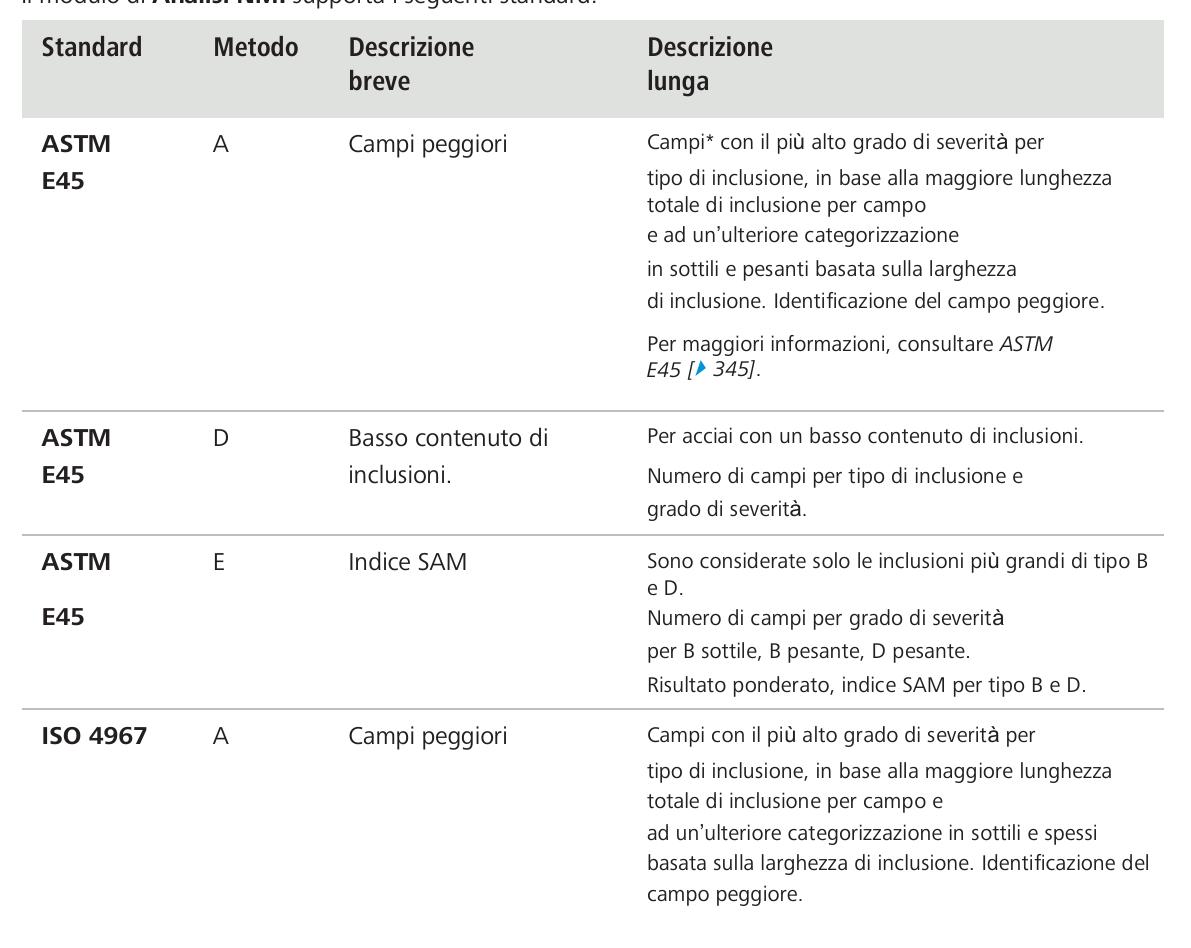 Il modulo di Analisi NMI supporta i seguenti standard:
Standard Metodo Descrizione breve Descrizione lunga
ASTM E45 A Campi peggiori Campi* con il più alto grado di severità per
tipo di inclusione, in base alla maggiore lunghezza
totale di inclusione per campo
e ad un'ulteriore categorizzazione
in sottili e pesanti basata sulla larghezza
di inclusione. Identificazione del campo peggiore.
Per maggiori informazioni, consultare ASTM
E45 [ 345].
ASTM E45 D Basso contenuto di inclusioni. Per acciai con un basso contenuto di inclusioni.
Numero di campi per tipo di inclusione e
grado di severità.
ASTM E45 E Indice SAM Sono considerate solo le inclusioni più grandi di tipo B
e D.
Numero di campi per grado di severità
per B sottile, B pesante, D pesante.
Risultato ponderato, indice SAM per tipo B e D.
ISO 4967 A Campi peggiori Campi con il più alto grado di severità per
tipo di inclusione, in base alla maggiore lunghezza
totale di inclusione per campo e
ad un'ulteriore categorizzazione in sottili e spessi
basata sulla larghezza di inclusione. Identificazione del
campo peggiore.